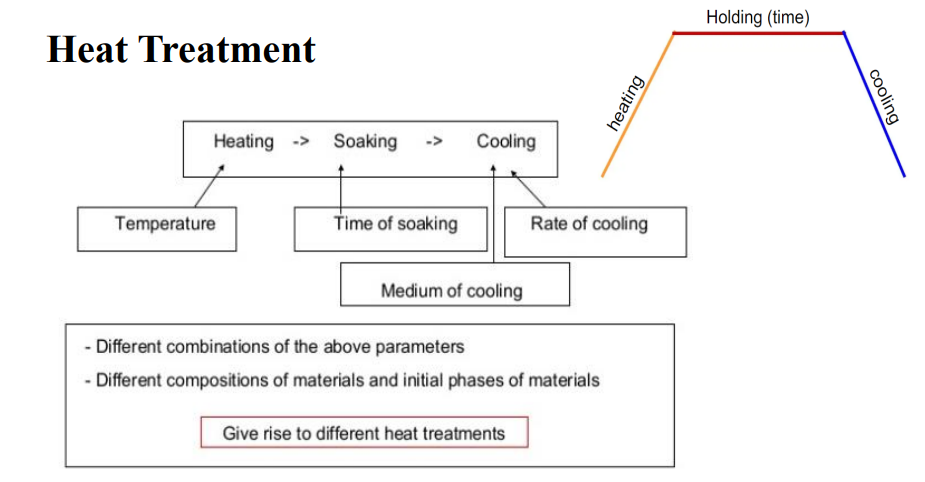 Heat Treatment
Holding (time)
heating
cooling
Heating -> Soaking -> Cooling
Temperature
Time of soaking
Rate of cooling
Medium of cooling
- Different combinations of the above parameters
- Different compositions of materials and initial phases of materials
Give rise to different heat treatments